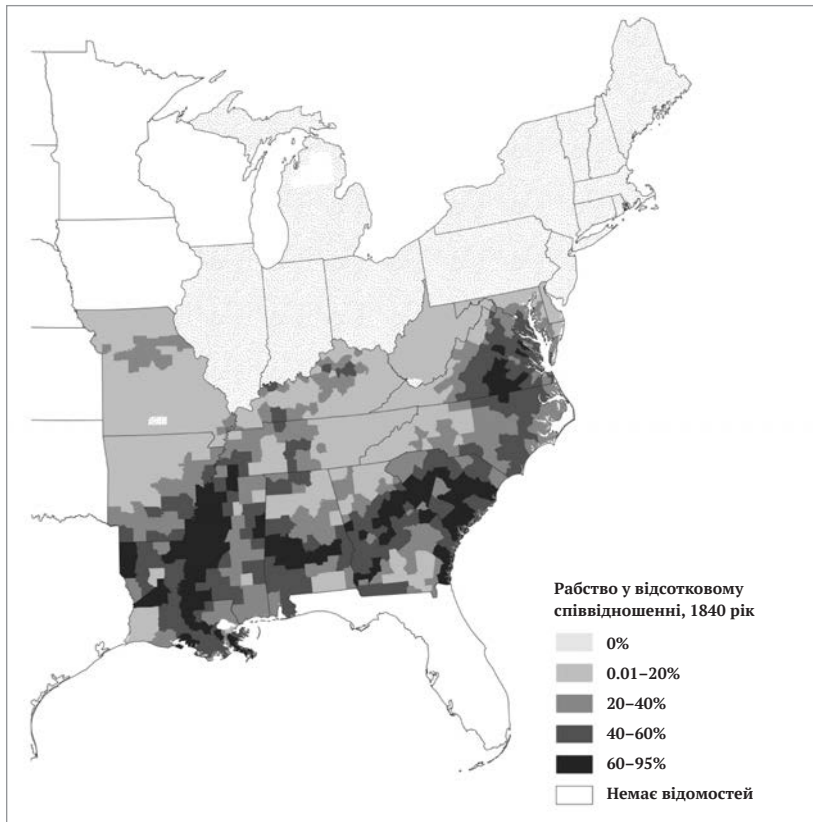 Рабство у відсотковому
співвідношенні, 1840 рік
0%
0.01–20%
20–40%
40–60%
60–95%
Немає відомостей